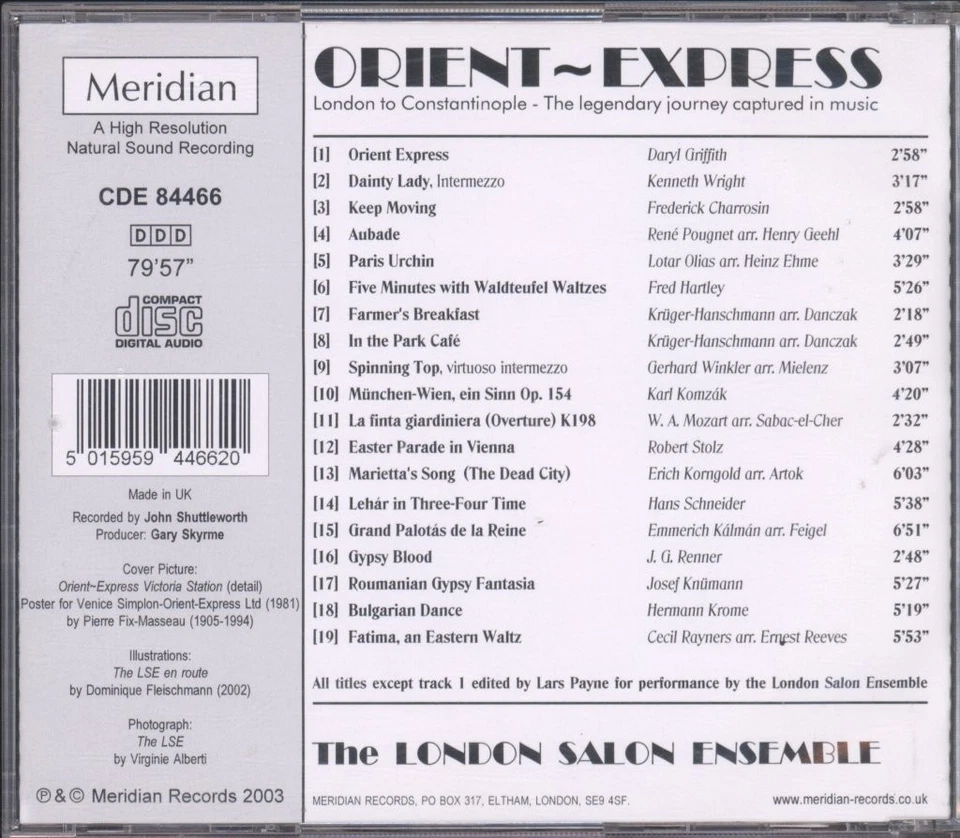 Meridian
A High Resolution
Natural Sound Recording
CDE 84466
DDD
79'57"
COMPACT
disc
DIGITAL AUDIO
5 015959 446620
Made in UK
Recorded by John Shuttleworth
Producer: Gary Skyrme
Cover Picture:
Orient~Express Victoria Station (detail)
Poster for Venice Simplon-Orient-Express Ltd (1981)
by Pierre Fix-Masseau (1905-1994)
Illustrations:
The LSE en route
by Dominique Fleischmann (2002)
Photograph:
The LSE
by Virginie Alberti
℗ & © Meridian Records 2003
ORIENT~EXPRESS
London to Constantinople - The legendary journey captured in music
[1] Orient Express Daryl Griffith 2'58"
[2] Dainty Lady, Intermezzo Kenneth Wright 3'17"
[3] Keep Moving Frederick Charrosin 2'58"
[4] Aubade René Pougnet arr. Henry Geehl 4'07"
[5] Paris Urchin Lotar Olias arr. Heinz Ehme 3'29"
[6] Five Minutes with Waldteufel Waltzes Fred Hartley 5'26"
[7] Farmer's Breakfast Krüger-Hanschmann arr. Danczak 2'18"
[8] In the Park Café Krüger-Hanschmann arr. Danczak 2'49"
[9] Spinning Top, virtuoso intermezzo Gerhard Winkler arr. Mielenz 3'07"
[10] München-Wien, ein Sinn Op. 154 Karl Komzák 4'20"
[11] La finta giardiniera (Overture) K198 W. A. Mozart arr. Sabac-el-Cher 2'32"
[12] Easter Parade in Vienna Robert Stolz 4'28"
[13] Marietta's Song (The Dead City) Erich Korngold arr. Artok 6'03"
[14] Lehár in Three-Four Time Hans Schneider 5'38"
[15] Grand Palotás de la Reine Emmerich Kálmán arr. Feigel 6'51"
[16] Gypsy Blood J. G. Renner 2'48"
[17] Roumanian Gypsy Fantasia Josef Knümann 5'27"
[18] Bulgarian Dance Hermann Krome 5'19"
[19] Fatima, an Eastern Waltz Cecil Rayners arr. Ernest Reeves 5'53"
All titles except track 1 edited by Lars Payne for performance by the London Salon Ensemble
The LONDON SALON ENSEMBLE
MERIDIAN RECORDS, PO BOX 317, ELTHAM, LONDON, SE9 4SF.
www.meridian-records.co.uk